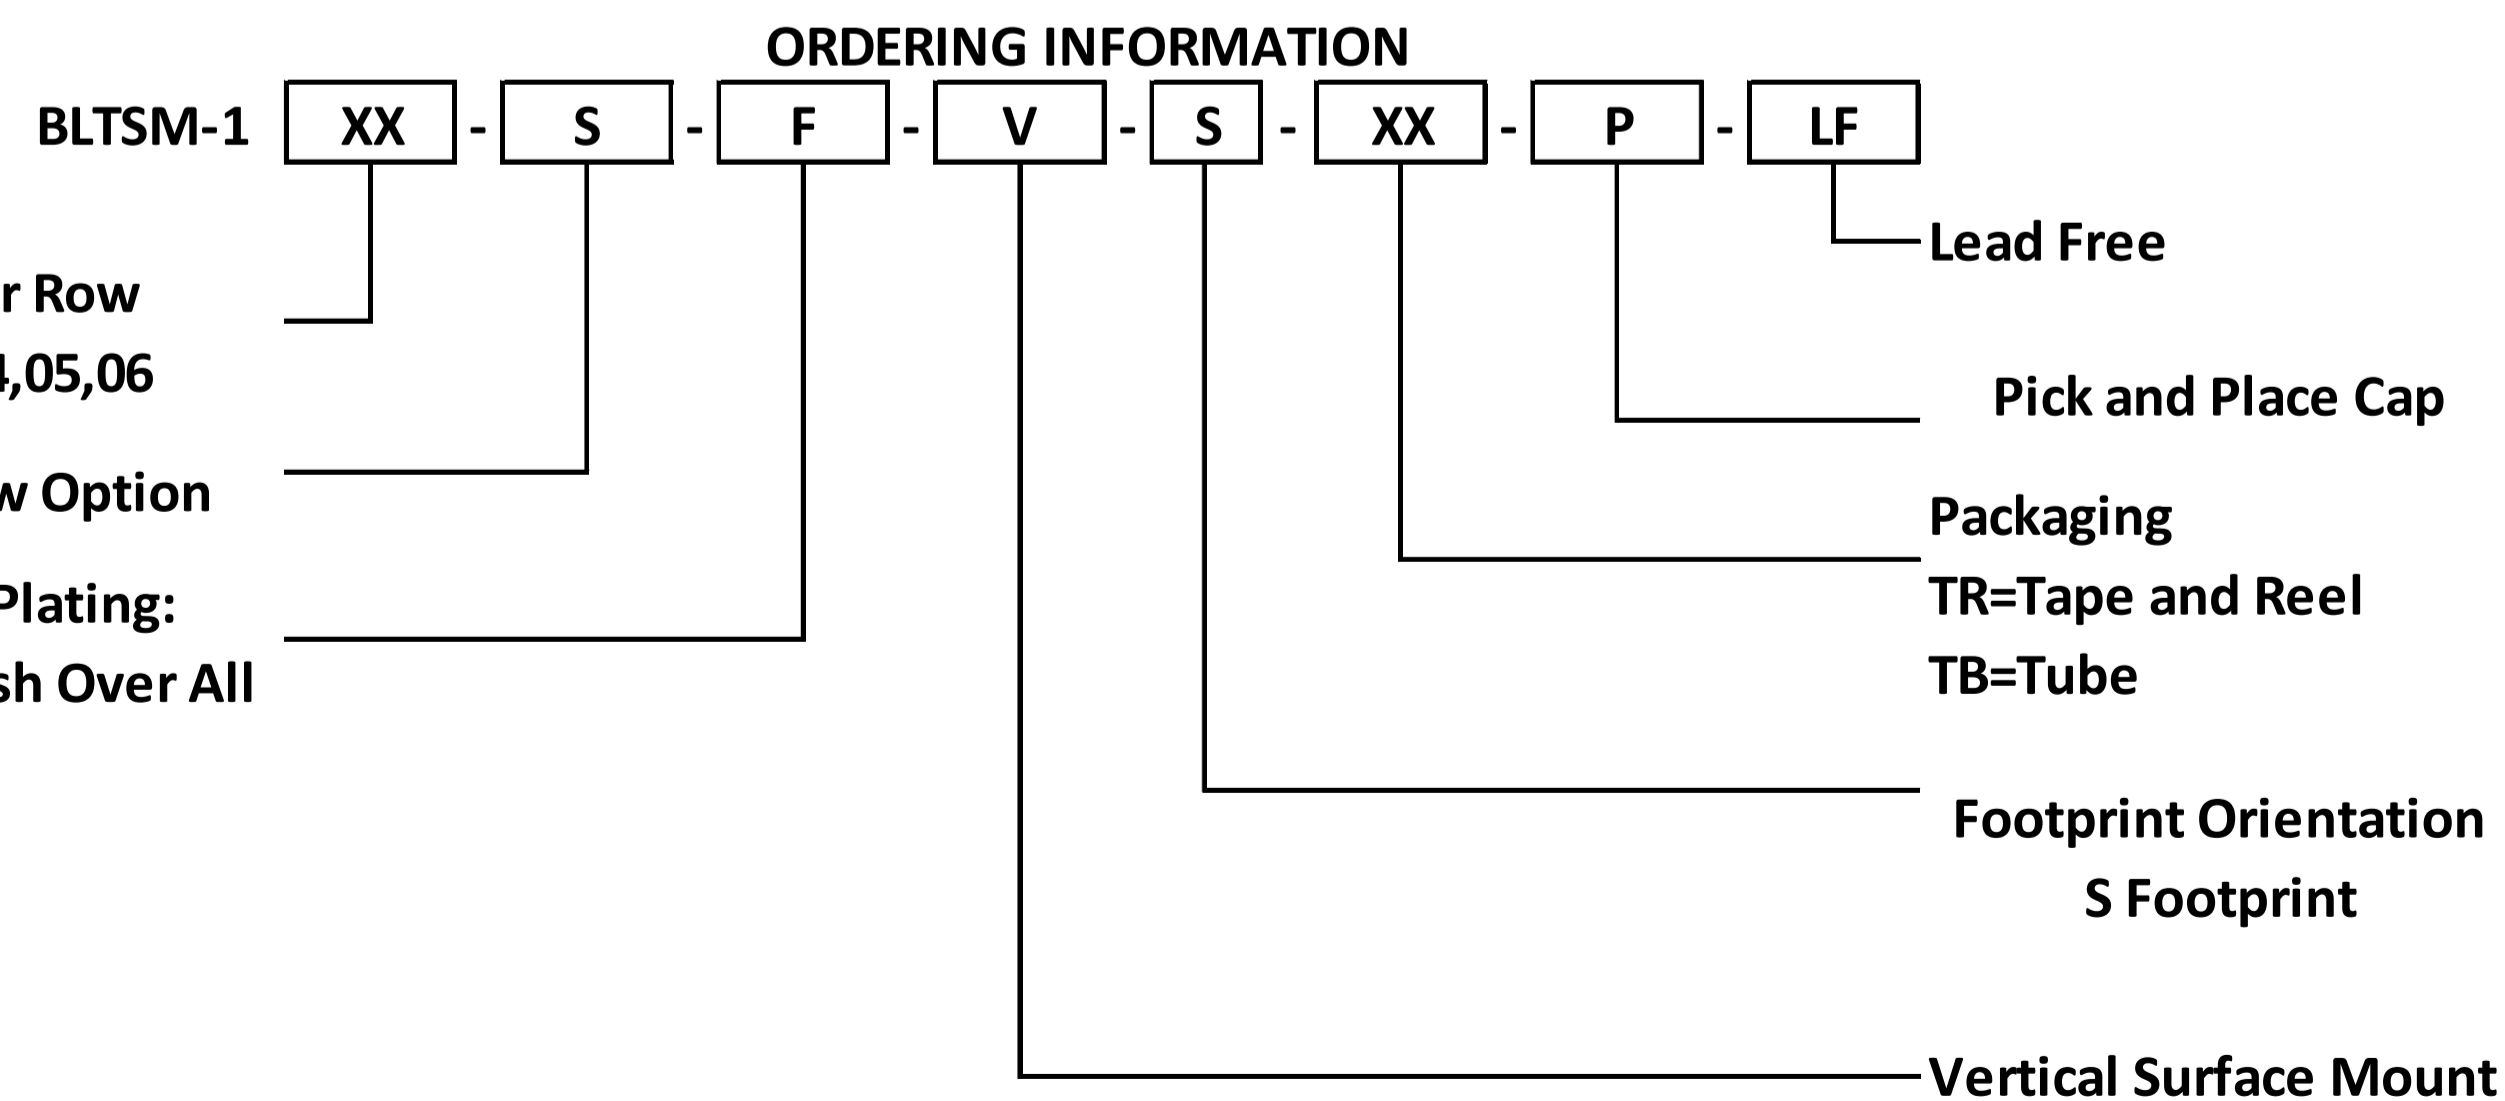 ORDERING INFORMATION
BLTSM-1 XX - S - F - V - S - XX - P - LF
Lead Free
r Row
,05,06
Pick and Place Cap
w Option
Packaging
Plating:
TR=Tape and Reel
sh Over All
TB=Tube
Footprint Orientation
S Footprint
Vertical Surface Mount